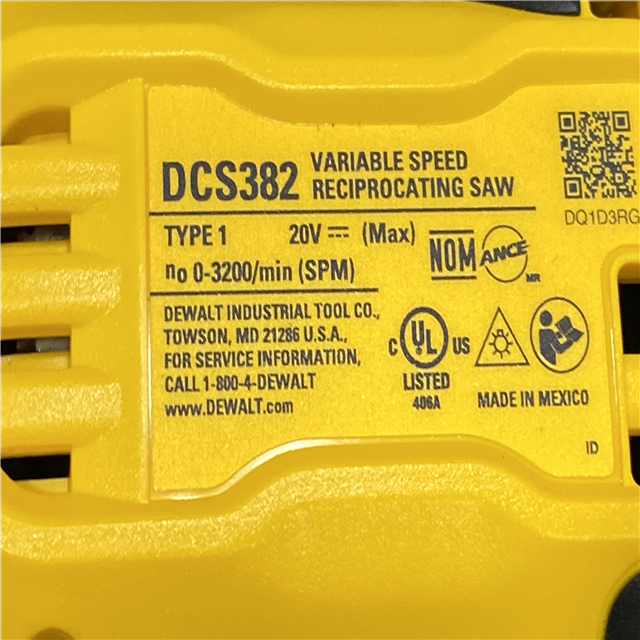 DCS382 VARIABLE SPEED
RECIPROCATING SAW
DQ1D3RG
TYPE 1 20V ⎓ (Max)
no 0-3200/min (SPM)
NOM ANCE MR
DEWALT INDUSTRIAL TOOL CO.,
TOWSON, MD 21286 U.S.A.,
FOR SERVICE INFORMATION,
CALL 1-800-4-DEWALT
www.DEWALT.com
C UL US
LISTED
406A
MADE IN MEXICO
ID